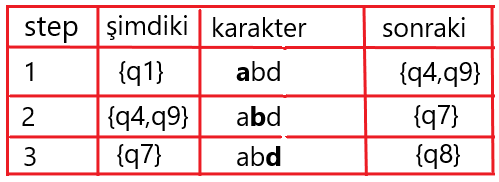 step şimdiki karakter sonraki
1 {q1} abd {q4,q9}
2 {q4,q9} abd {q7}
3 {q7} abd {q8}